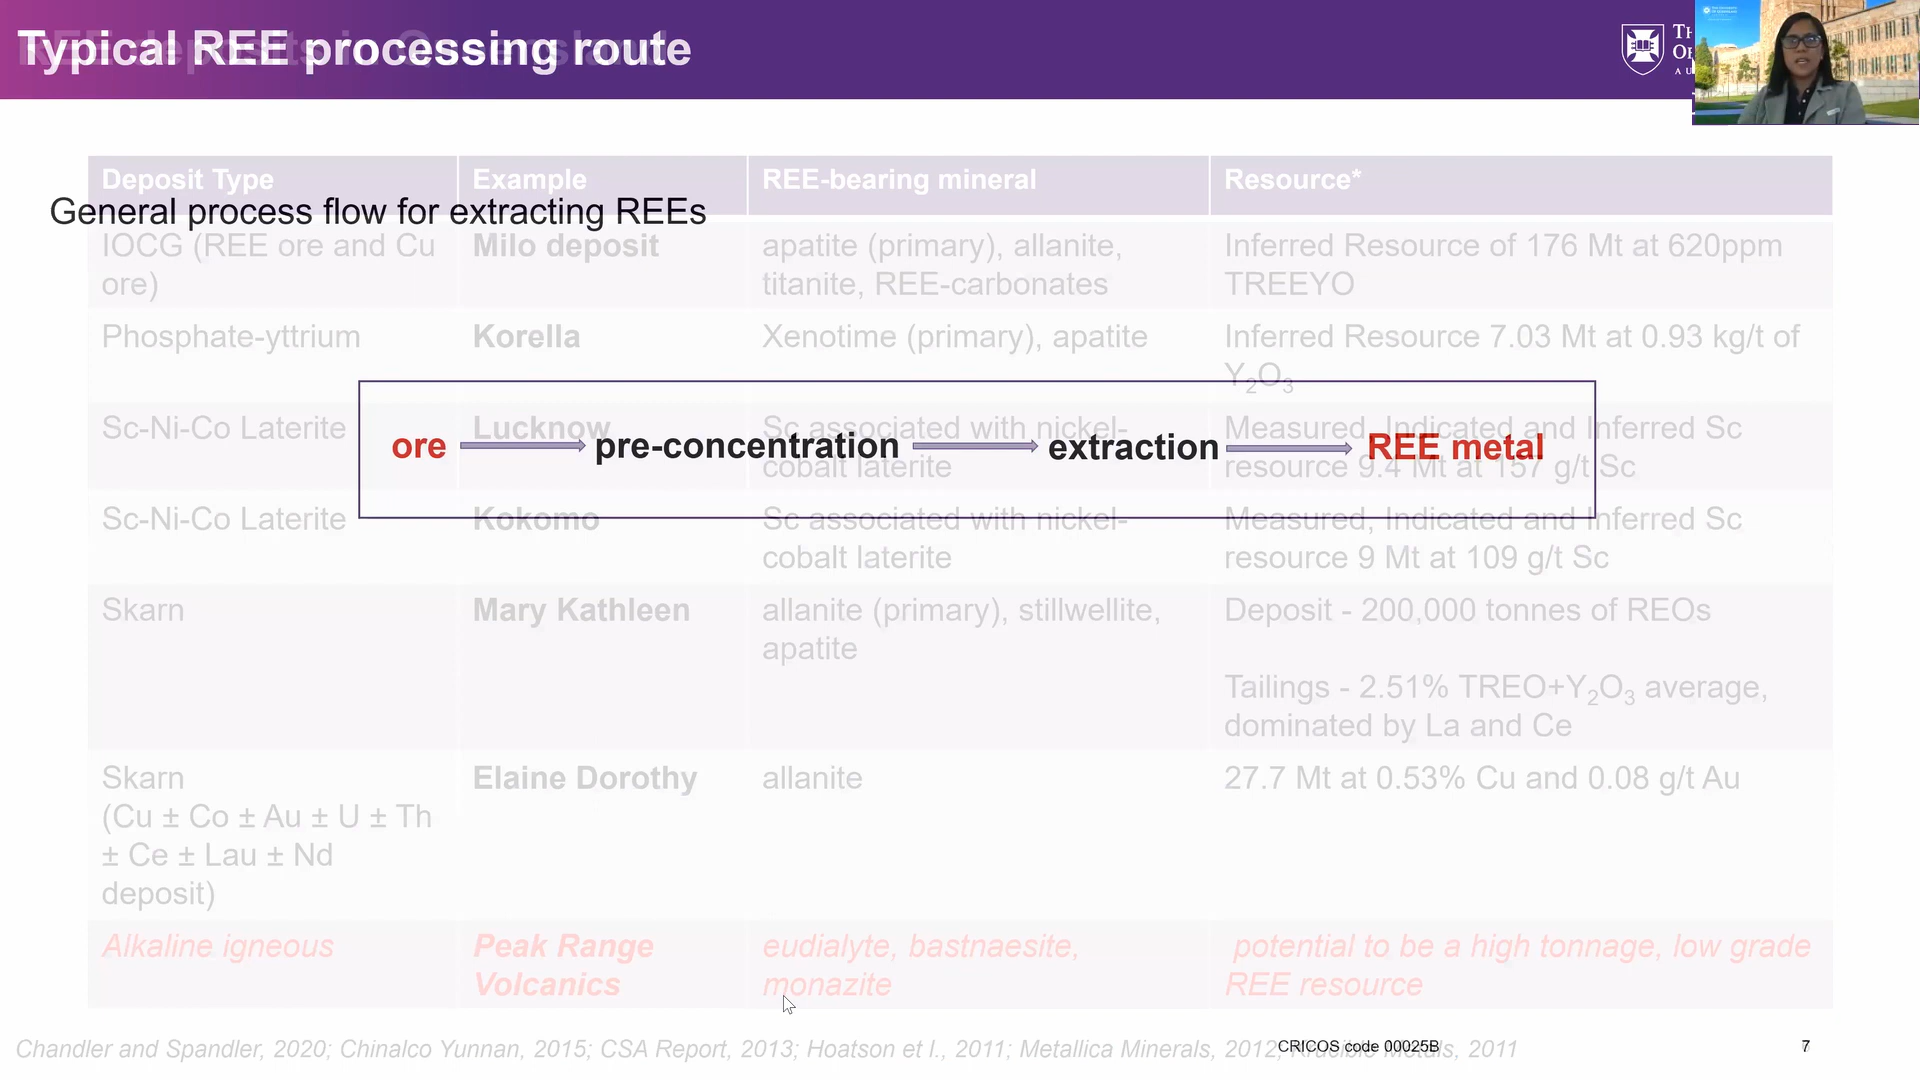 Typical REE processing route
REE deposits in Queensland
General process flow for extracting REEs
ore pre-concentration extraction REE metal
Deposit Type Example REE-bearing mineral Resource*
IOCG (REE ore and Cu ore) Milo deposit apatite (primary), allanite, titanite, REE-carbonates Inferred Resource of 176 Mt at 620ppm TREEYO
Phosphate-yttrium Korella Xenotime (primary), apatite Inferred Resource 7.03 Mt at 0.93 kg/t of Y2O3
Sc-Ni-Co Laterite Lucknow Sc associated with nickel-cobalt laterite Measured, Indicated and Inferred Sc resource 9.4 Mt at 157 g/t Sc
Sc-Ni-Co Laterite Kokomo Sc associated with nickel-cobalt laterite Measured, Indicated and Inferred Sc resource 9 Mt at 109 g/t Sc
Skarn Mary Kathleen allanite (primary), stillwellite, apatite Deposit - 200,000 tonnes of REOs
Tailings - 2.51% TREO+Y2O3 average, dominated by La and Ce
Skarn (Cu ± Co ± Au ± U ± Th ± Ce ± Lau ± Nd deposit) Elaine Dorothy allanite 27.7 Mt at 0.53% Cu and 0.08 g/t Au
Alkaline igneous Peak Range Volcanics eudialyte, bastnaesite, monazite potential to be a high tonnage, low grade REE resource
Chandler and Spandler, 2020; Chinalco Yunnan, 2015; CSA Report, 2013; Hoatson et l., 2011; Metallica Minerals, 2012; Krucible Metals, 2011
CRICOS code 00025B
7